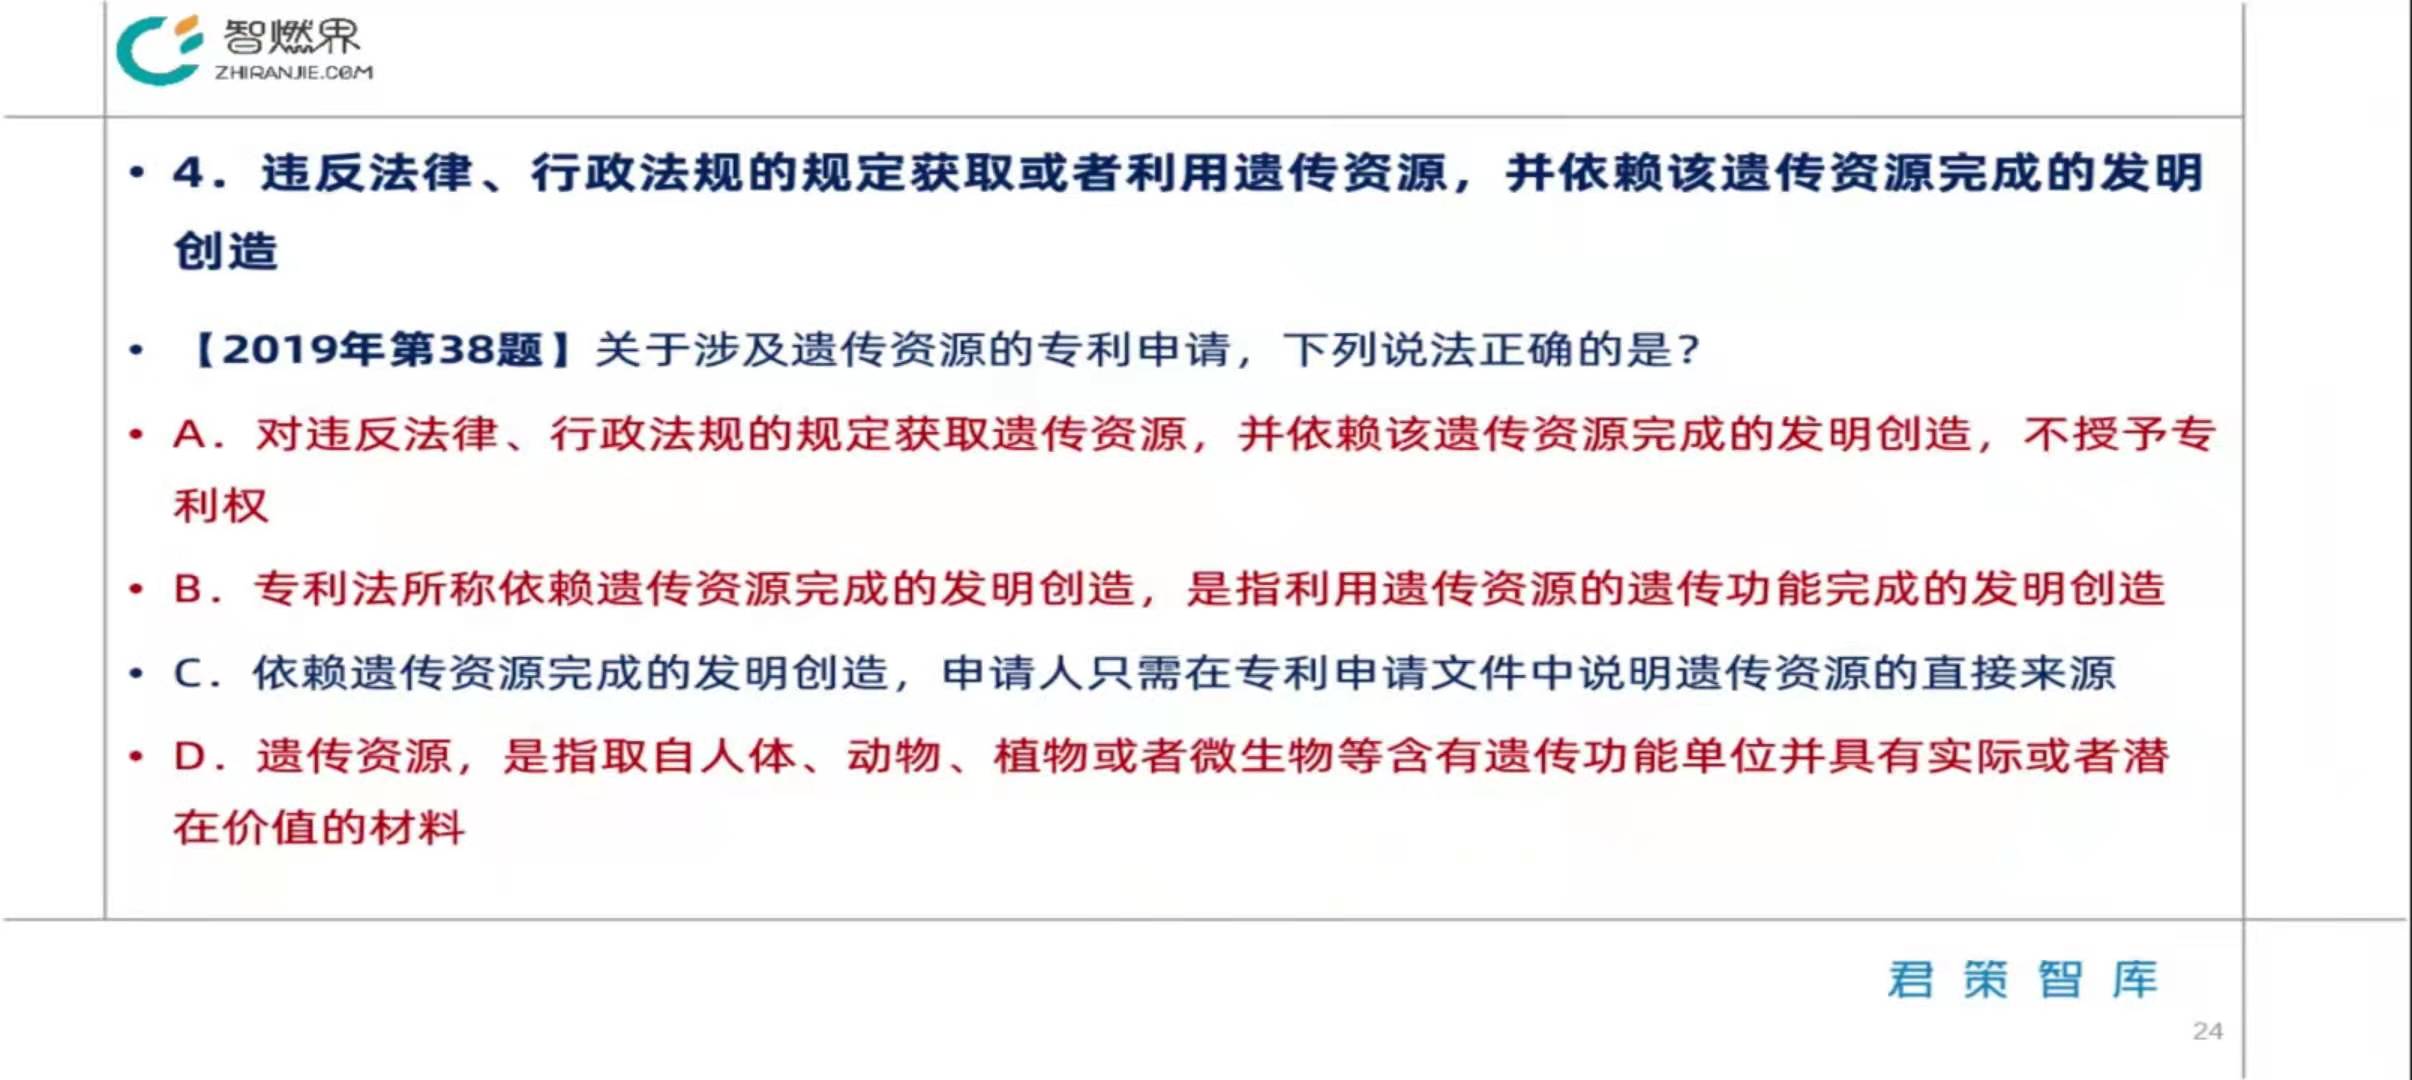 智燃界
ZHIRANJIE.COM
• 4．违反法律、行政法规的规定获取或者利用遗传资源，并依赖该遗传资源完成的发明
创造
• 【2019年第38题】关于涉及遗传资源的专利申请，下列说法正确的是？
• A．对违反法律、行政法规的规定获取遗传资源，并依赖该遗传资源完成的发明创造，不授予专
利权
• B．专利法所称依赖遗传资源完成的发明创造，是指利用遗传资源的遗传功能完成的发明创造
• C．依赖遗传资源完成的发明创造，申请人只需在专利申请文件中说明遗传资源的直接来源
• D．遗传资源，是指取自人体、动物、植物或者微生物等含有遗传功能单位并具有实际或者潜
在价值的材料
君策智库
24